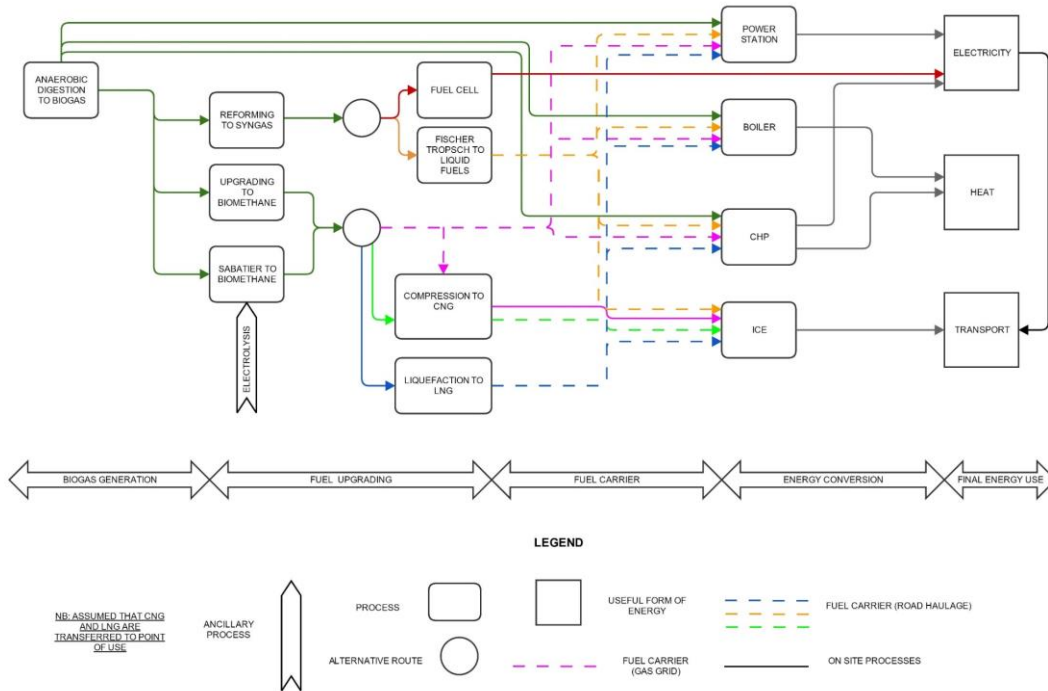 ANAEROBIC
DIGESTION
TO BIOGAS
REFORMING
TO SYNGAS
UPGRADING
TO
BIOMETHANE
SABATIER TO
BIOMETHANE
ELECTROLYSIS
FUEL CELL
FISCHER
TROPSCH TO
LIQUID
FUELS
COMPRESSION TO
CNG
LIQUEFACTION TO
LNG
POWER
STATION
BOILER
CHP
ICE
ELECTRICITY
HEAT
TRANSPORT
BIOGAS GENERATION
FUEL UPGRADING
FUEL CARRIER
ENERGY CONVERSION
FINAL ENERGY USE
LEGEND
NB: ASSUMED THAT CNG
AND LNG ARE
TRANSFERRED TO POINT
OF USE
ANCILLARY
PROCESS
PROCESS
ALTERNATIVE ROUTE
USEFUL FORM OF
ENERGY
FUEL CARRIER
(GAS GRID)
FUEL CARRIER (ROAD HAULAGE)
ON SITE PROCESSES